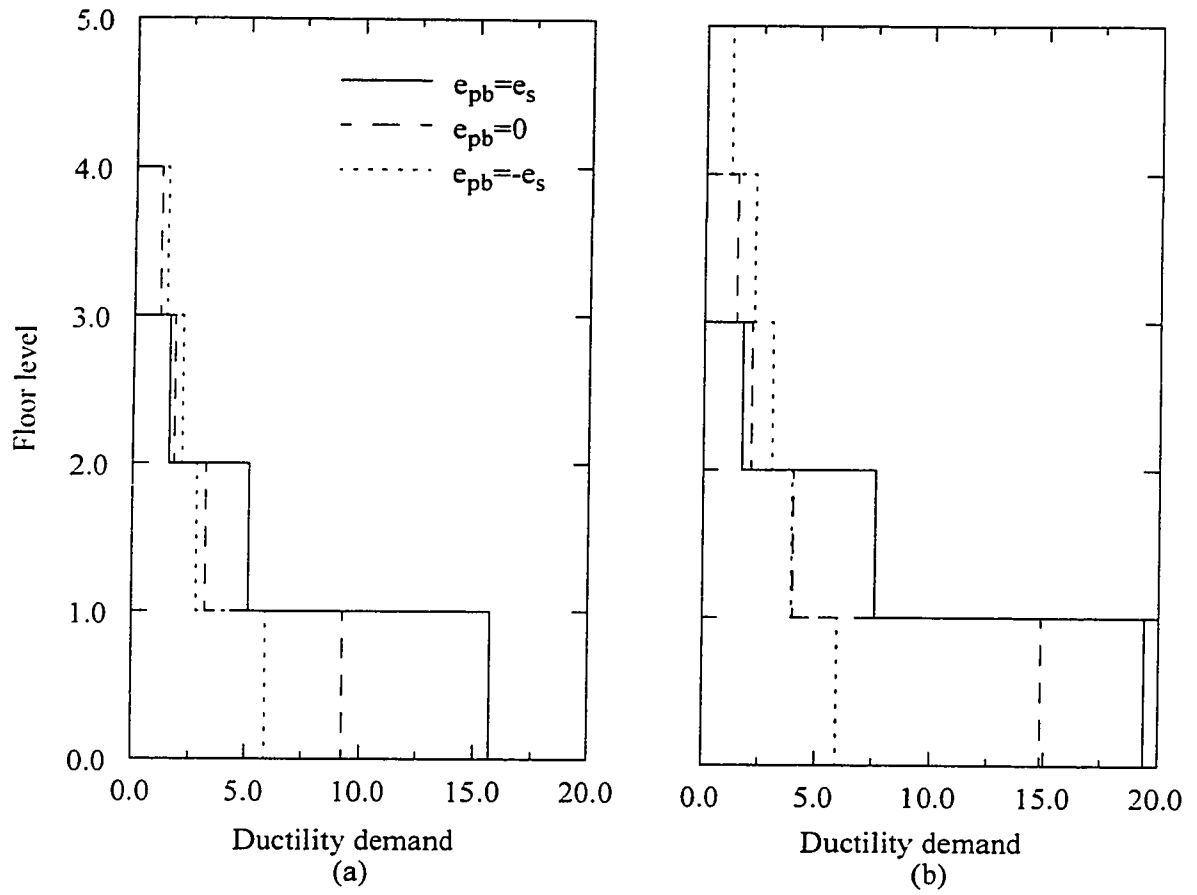 5.0
4.0
3.0
2.0
1.0
0.0
Floor level
e_pb=e_s
e_pb=0
e_pb=-e_s
0.0 5.0 10.0 15.0 20.0
Ductility demand
(a)
0.0 5.0 10.0 15.0 20.0
Ductility demand
(b)